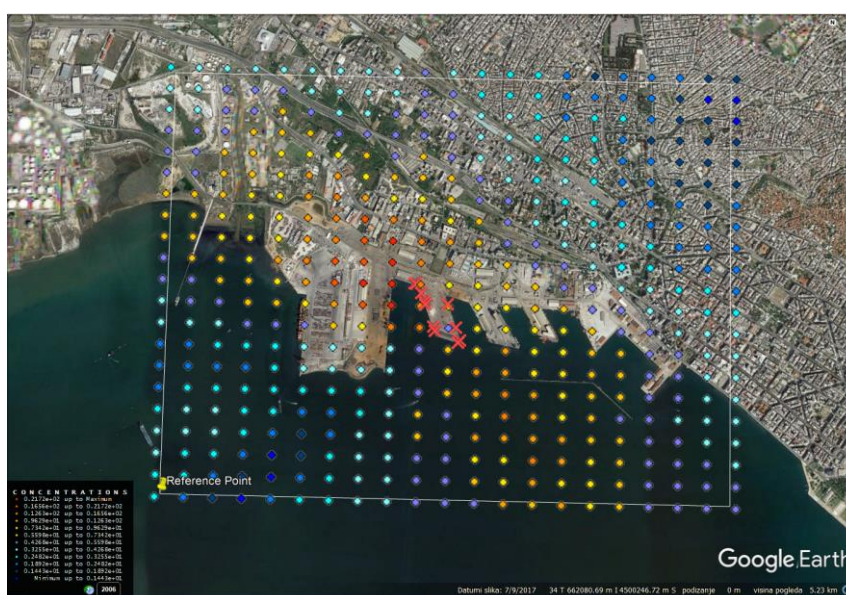 Reference Point
CONCENTRATIONS
0.2172e+02 up to Maximum
0.1656e+02 up to 0.2172e+02
0.1263e+02 up to 0.1656e+02
0.9629e+01 up to 0.1263e+02
0.7342e+01 up to 0.9629e+01
0.5598e+01 up to 0.7342e+01
0.4268e+01 up to 0.5598e+01
0.3255e+01 up to 0.4268e+01
0.2482e+01 up to 0.3255e+01
0.1892e+01 up to 0.2482e+01
0.1443e+01 up to 0.1892e+01
Minimum up to 0.1443e+01
2006
Google Earth
Datumi slika: 7/9/2017 34 T 662080.69 m I 4500246.72 m S podizanje 0 m visina pogleda 5.23 km